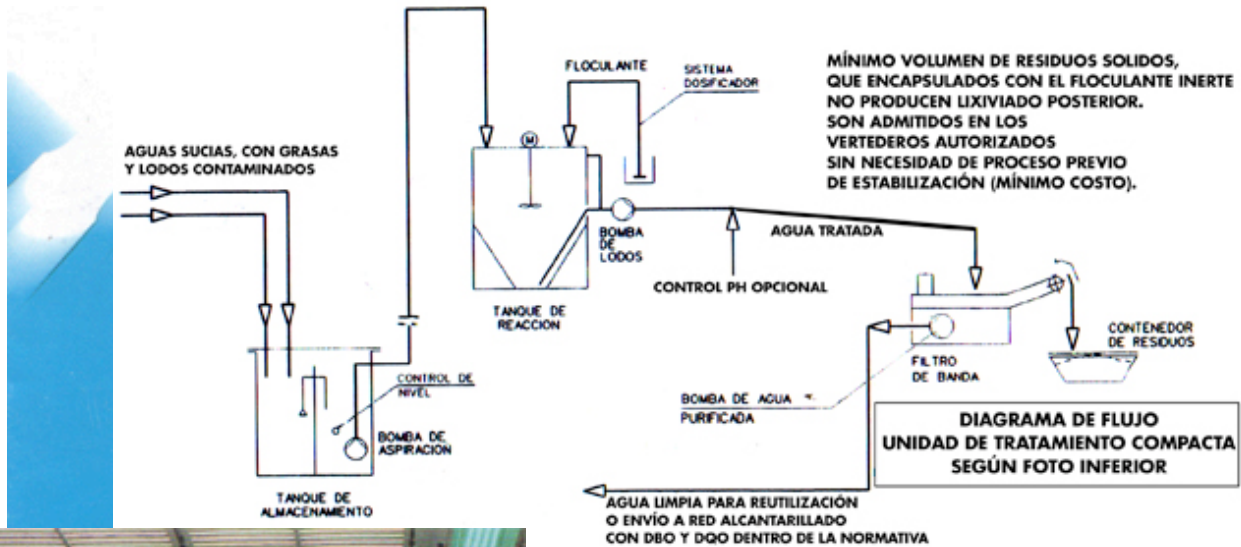 AGUAS SUCIAS, CON GRASAS
Y LODOS CONTAMINADOS
FLOCULANTE
SISTEMA
DOSIFICADOR
MÍNIMO VOLUMEN DE RESIDUOS SOLIDOS,
QUE ENCAPSULADOS CON EL FLOCULANTE INERTE
NO PRODUCEN LIXIVIADO POSTERIOR.
SON ADMITIDOS EN LOS
VERTEDEROS AUTORIZADOS
SIN NECESIDAD DE PROCESO PREVIO
DE ESTABILIZACIÓN (MÍNIMO COSTO).
M
BOMBA
DE
LODOS
AGUA TRATADA
CONTROL PH OPCIONAL
TANQUE DE
REACCION
CONTROL DE
NIVEL
BOMBA DE
ASPIRACIÓN
TANQUE DE
ALMACENAMIENTO
FILTRO
DE BANDA
CONTENEDOR
DE RESIDUOS
BOMBA DE AGUA
PURIFICADA
DIAGRAMA DE FLUJO
UNIDAD DE TRATAMIENTO COMPACTA
SEGÚN FOTO INFERIOR
AGUA LIMPIA PARA REUTILIZACIÓN
O ENVÍO A RED ALCANTARILLADO
CON DBO Y DQO DENTRO DE LA NORMATIVA